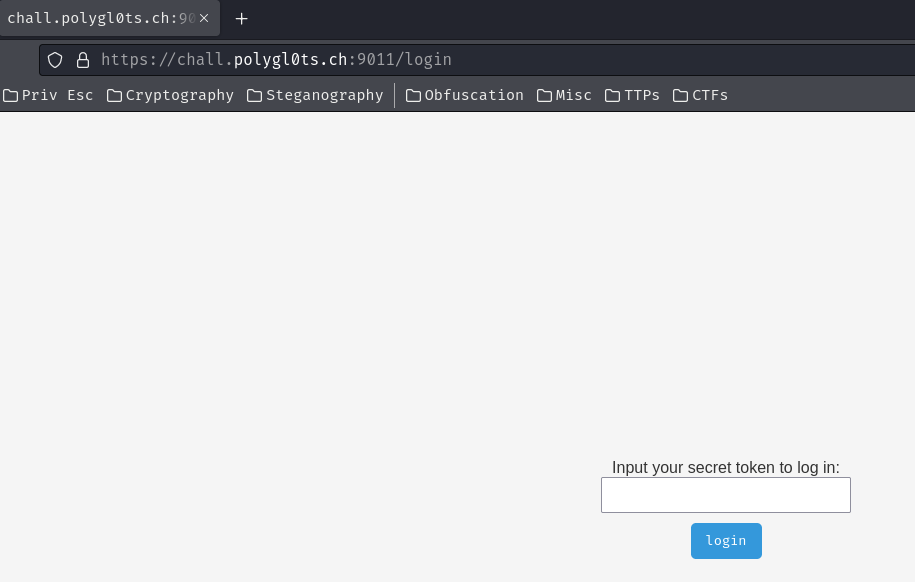 chall.polygl0ts.ch:90
https://chall.polygl0ts.ch:9011/login
Priv Esc Cryptography Steganography Obfuscation Misc TTPs CTFs
Input your secret token to log in:
login